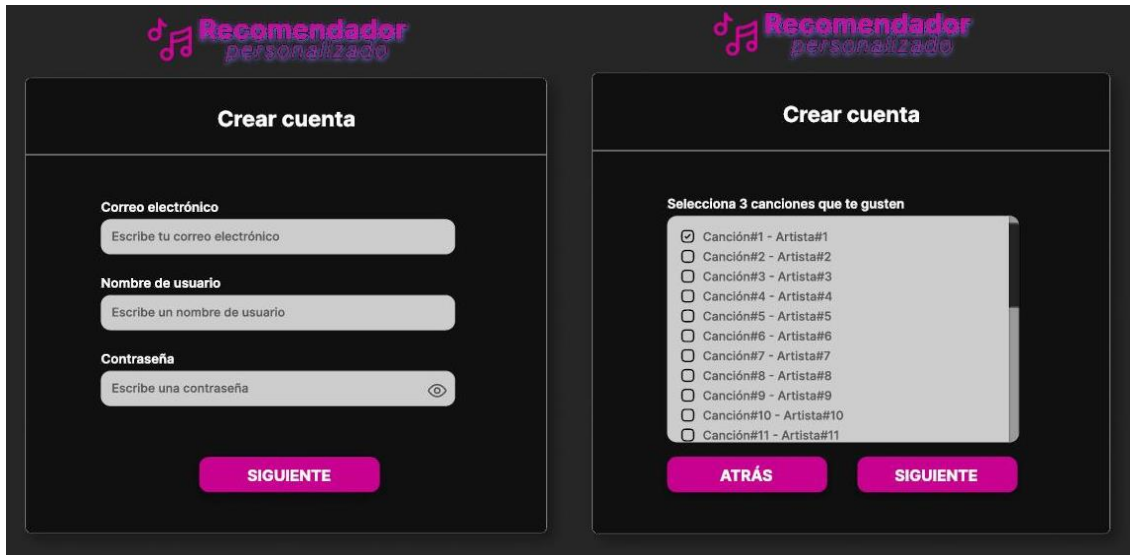 Recomendador
personalizado
Crear cuenta
Correo electrónico
Escribe tu correo electrónico
Nombre de usuario
Escribe un nombre de usuario
Contraseña
Escribe una contraseña
SIGUIENTE
Recomendador
personalizado
Crear cuenta
Selecciona 3 canciones que te gusten
Canción#1 - Artista#1
Canción#2 - Artista#2
Canción#3 - Artista#3
Canción#4 - Artista#4
Canción#5 - Artista#5
Canción#6 - Artista#6
Canción#7 - Artista#7
Canción#8 - Artista#8
Canción#9 - Artista#9
Canción#10 - Artista#10
Canción#11 - Artista#11
ATRÁS
SIGUIENTE